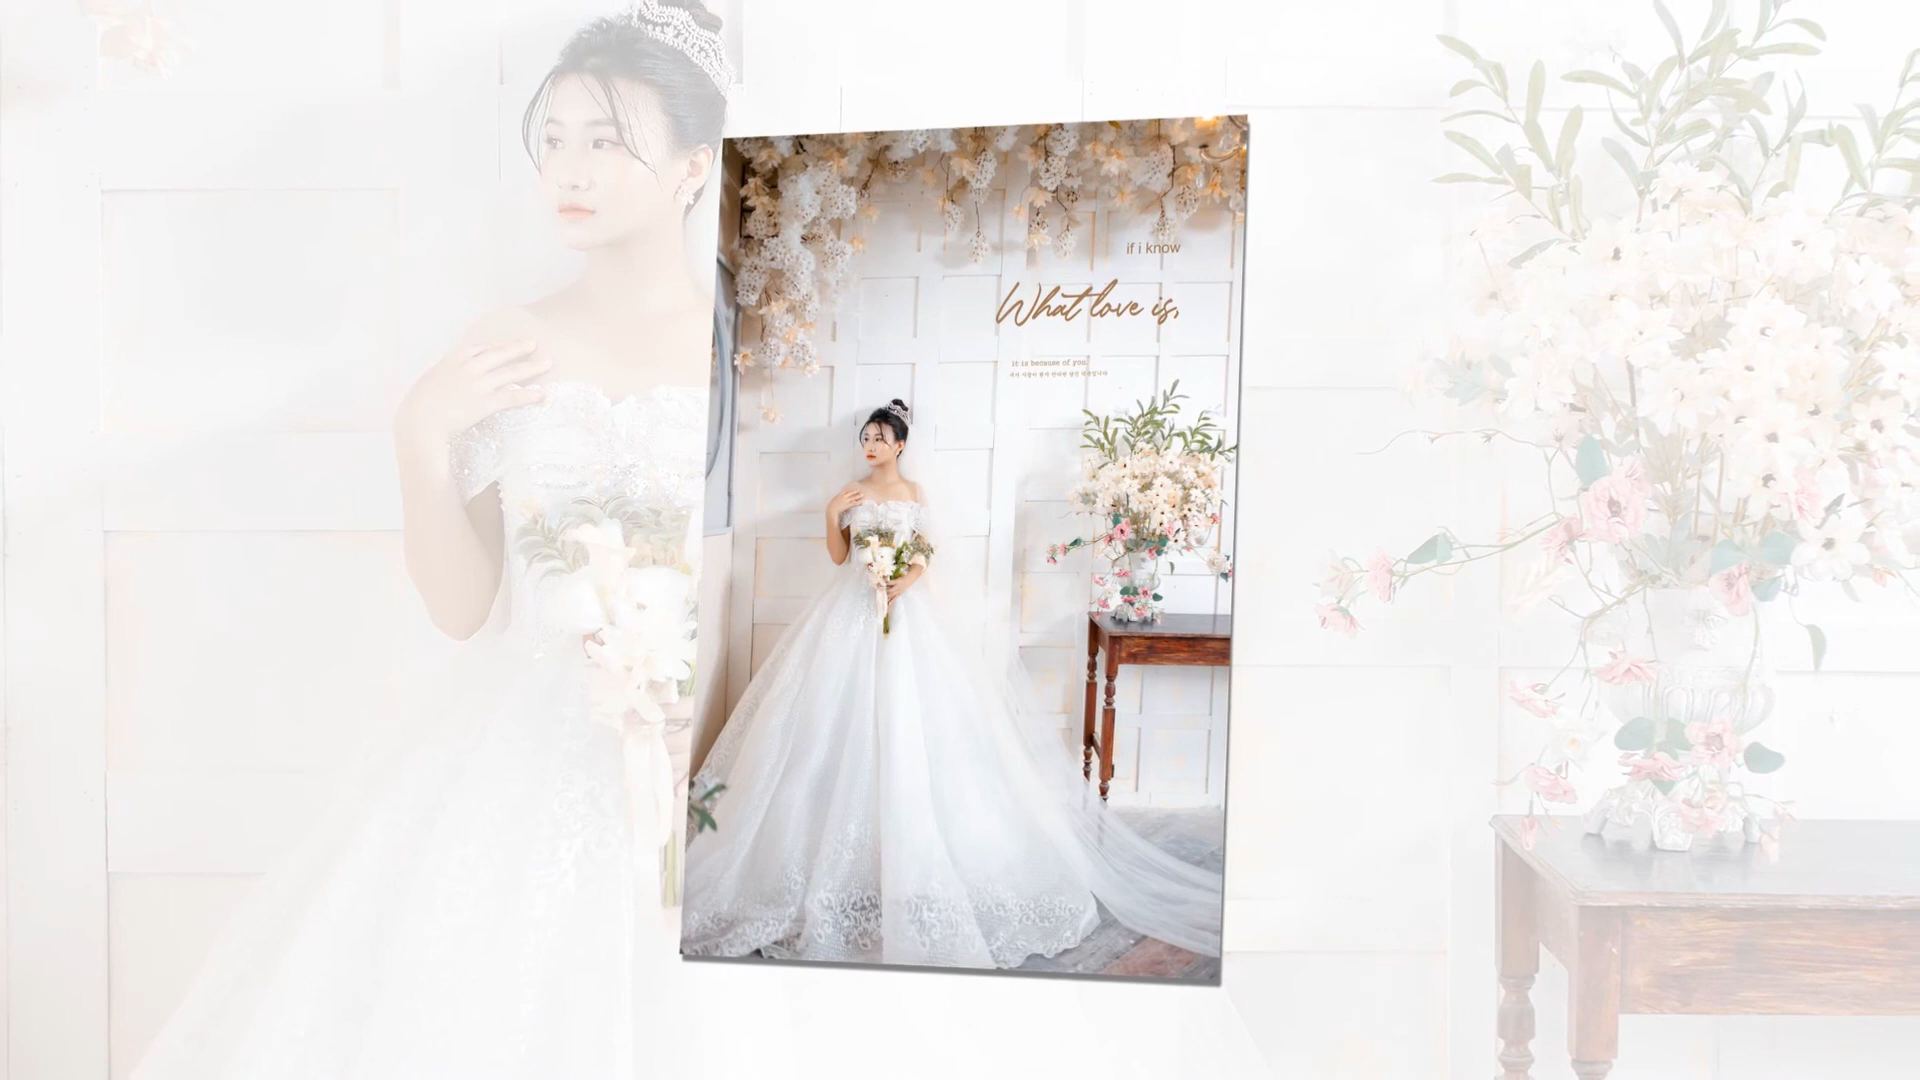 if i know
What love is,
it is because of you.